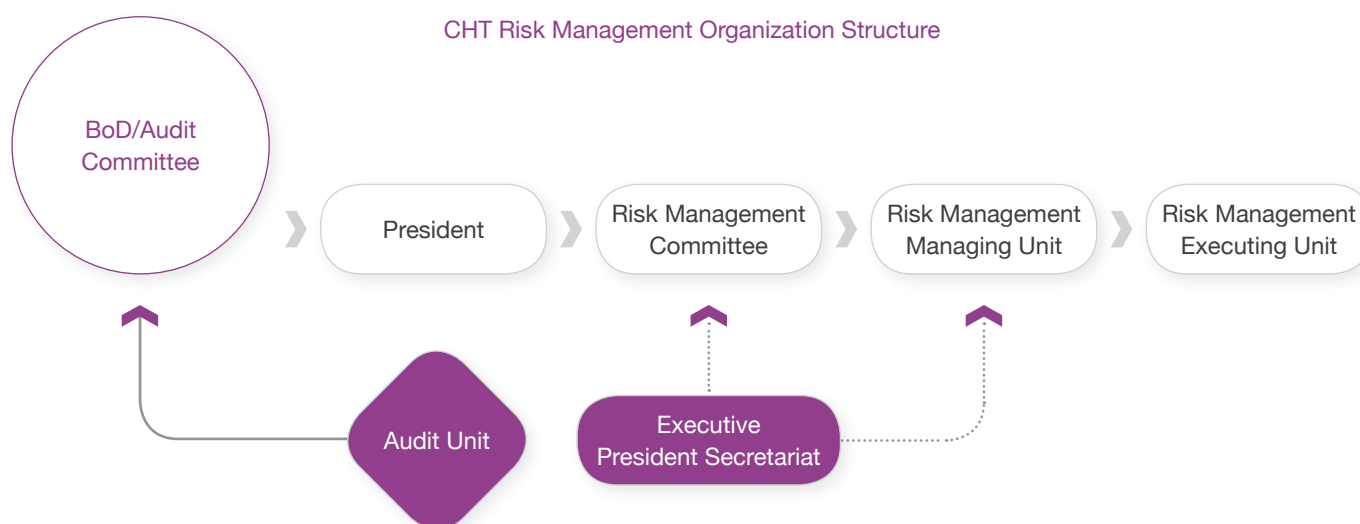 CHT Risk Management Organization Structure
BoD/Audit
Committee
President
Risk Management
Committee
Risk Management
Managing Unit
Risk Management
Executing Unit
Audit Unit
Executive
President Secretariat